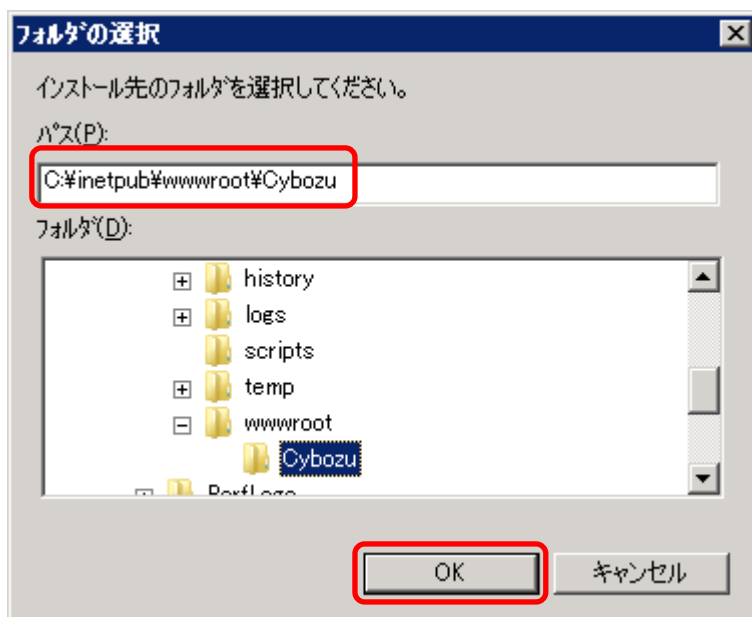 フォルダの選択
インストール先のフォルダを選択してください。
パス(P):
C:¥inetpub¥wwwroot¥Cybozu
フォルダ(D):
history
logs
scripts
temp
wwwroot
Cybozu
PerfLogs
OK キャンセル